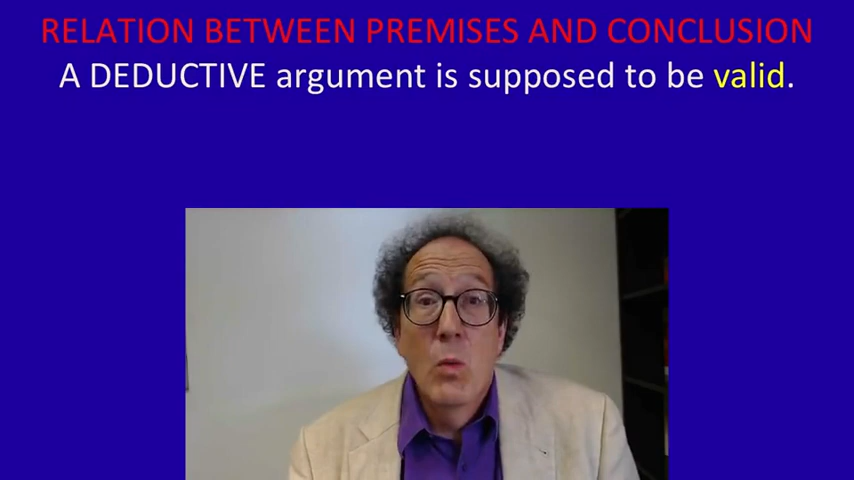 RELATION BETWEEN PREMISES AND CONCLUSION
A DEDUCTIVE argument is supposed to be valid.